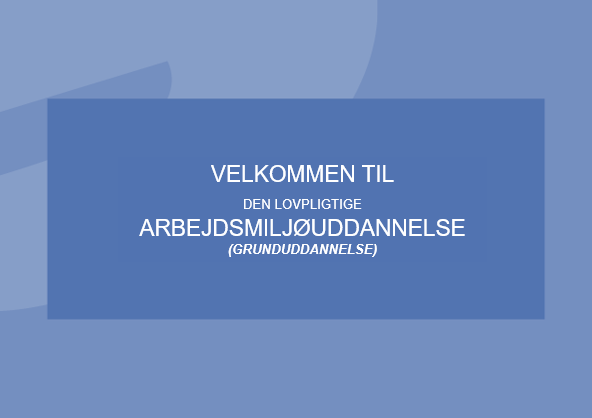 VELKOMMEN TIL
DEN LOVPLIGTIGE
ARBEJDSMILJØUDDANNELSE
(GRUNDUDDANNELSE)